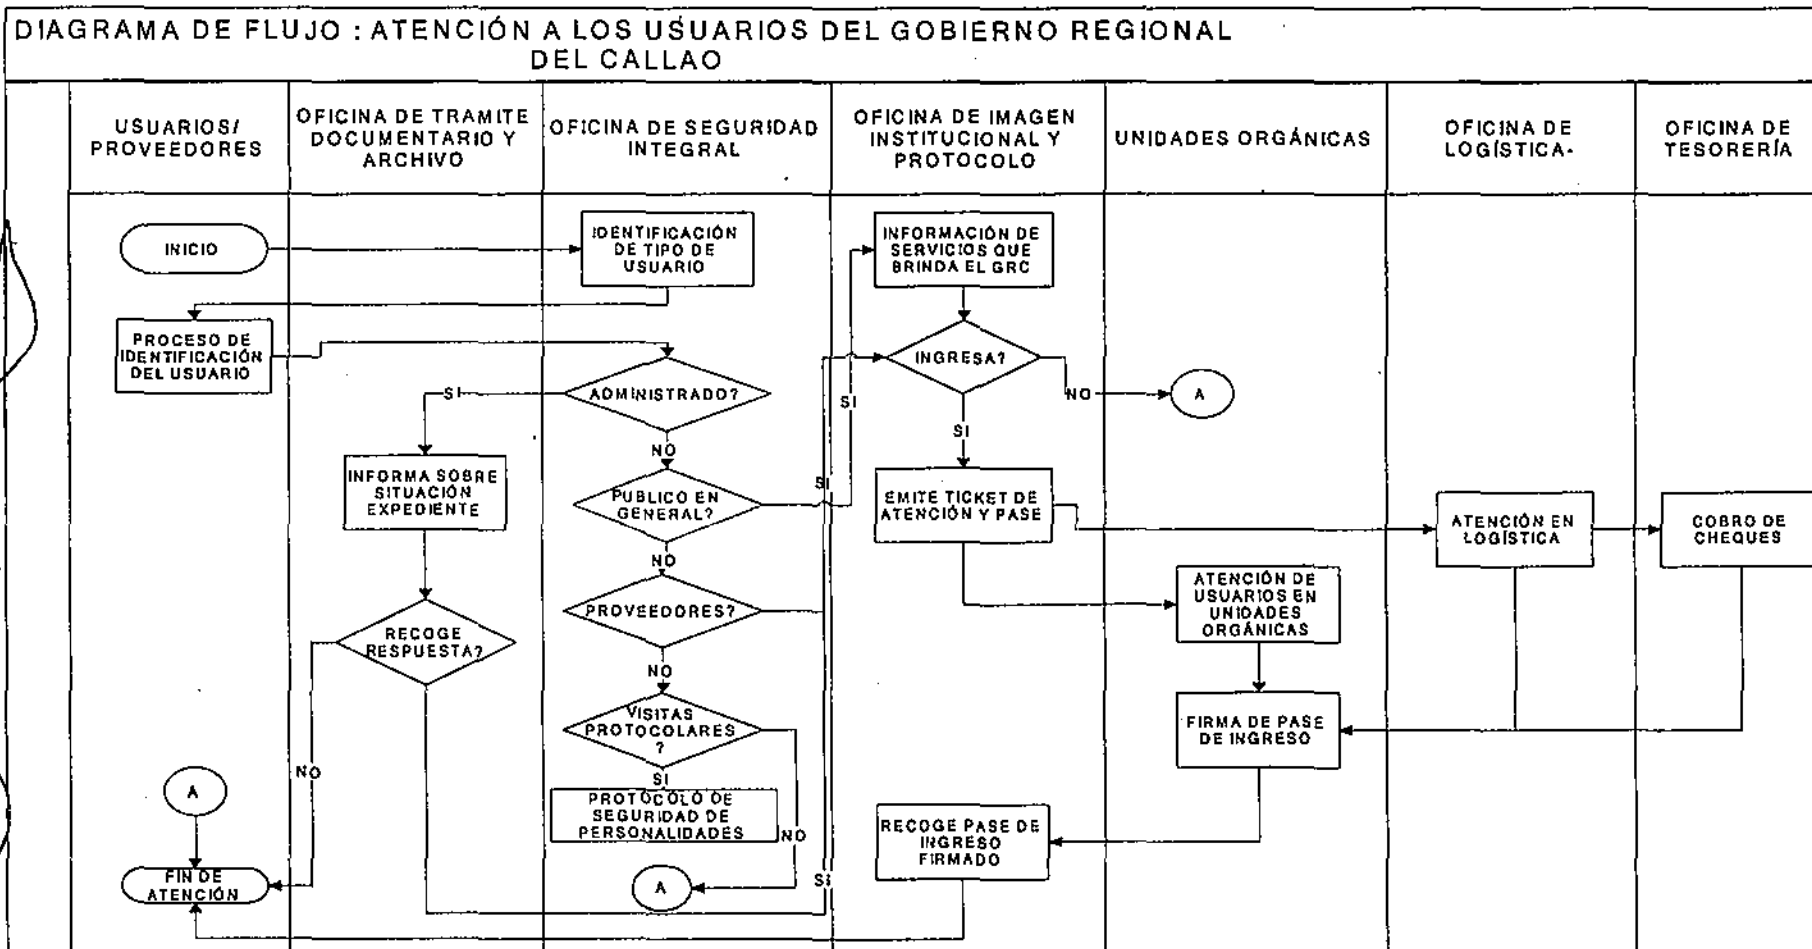 DIAGRAMA DE FLUJO : ATENCIÓN A LOS USUARIOS DEL GOBIERNO REGIONAL
DEL CALLAO
USUARIOS/
PROVEEDORES
OFICINA DE TRAMITE
DOCUMENTARIO Y
ARCHIVO
OFICINA DE SEGURIDAD
INTEGRAL
OFICINA DE IMAGEN
INSTITUCIONAL Y
PROTOCOLO
UNIDADES ORGÁNICAS
OFICINA DE
LOGÍSTICA
OFICINA DE
TESORERÍA
INICIO
IDENTIFICACIÓN
DE TIPO DE
USUARIO
INFORMACIÓN DE
SERVICIOS QUE
BRINDA EL GRC
PROCESO DE
IDENTIFICACIÓN
DEL USUARIO
ADMINISTRADO?
SI
NO
INGRESA?
NO
A
SI
SI
INFORMA SOBRE
SITUACIÓN
EXPEDIENTE
PUBLICO EN
GENERAL?
NO
SI
EMITE TICKET DE
ATENCIÓN Y PASE
ATENCIÓN EN
LOGÍSTICA
COBRO DE
CHEQUES
PROVEEDORES?
NO
ATENCIÓN DE
USUARIOS EN
UNIDADES
ORGÁNICAS
RECOGE
RESPUESTA?
NO
VISITAS
PROTOCOLARES
?
SI
NO
FIRMA DE PASE
DE INGRESO
A
PROTOCOLO DE
SEGURIDAD DE
PERSONALIDADES
RECOGE PASE DE
INGRESO
FIRMADO
FIN DE
ATENCIÓN
A
SI